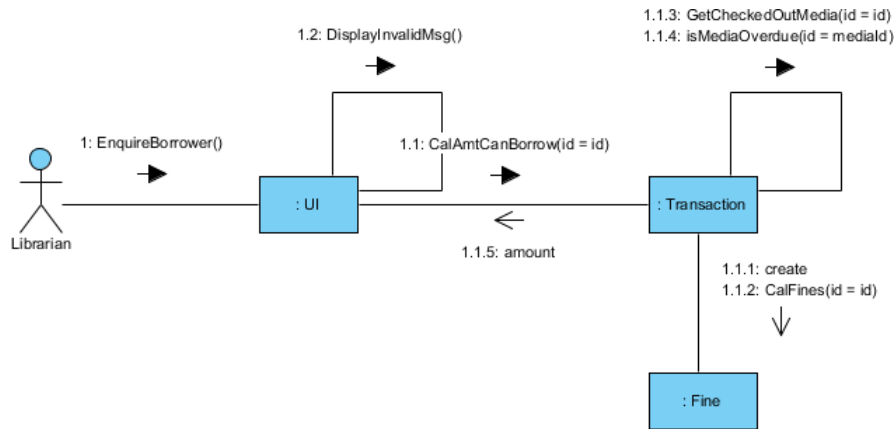 1.1.3: GetCheckedOutMedia(id = id)
1.2: DisplayInvalidMsg()
1.1.4: isMediaOverdue(id = mediaId)
1: EnquireBorrower()
1.1: CalAmtCanBorrow(id = id)
: UI
: Transaction
Librarian
1.1.5: amount
1.1.1: create
1.1.2: CalFines(id = id)
: Fine